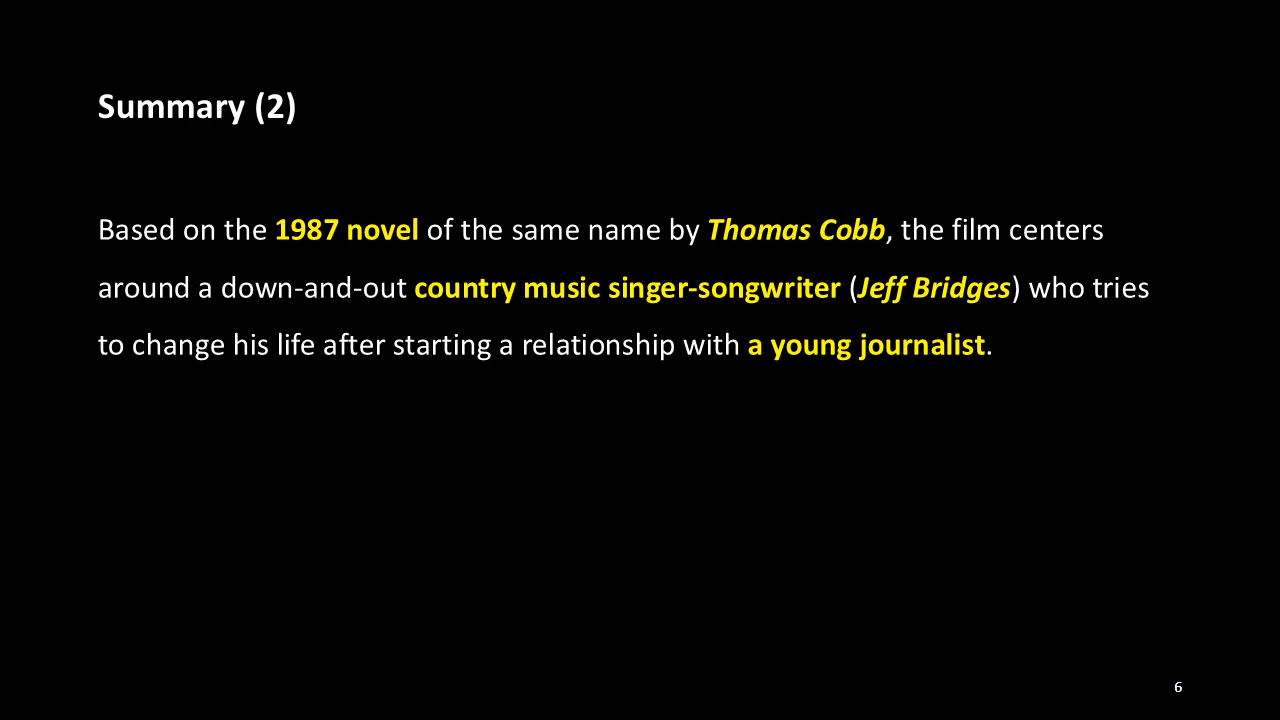 Summary (2)
Based on the 1987 novel of the same name by Thomas Cobb, the film centers
around a down-and-out country music singer-songwriter (Jeff Bridges) who tries
to change his life after starting a relationship with a young journalist.
6